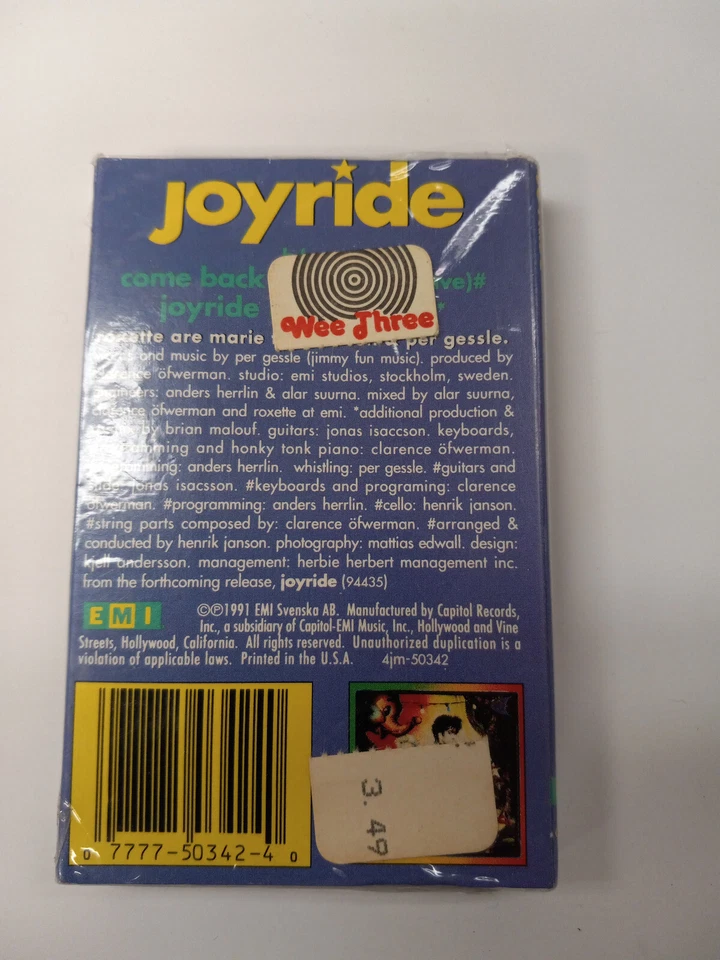 joyride
come back ive)#
joyride
Wee Three
roxette are marie per gessle.
and music by per gessle (jimmy fun music). produced by
clarence öfwerman. studio: emi studios, stockholm, sweden.
engineers: anders herrlin & alar suurna. mixed by alar suurna,
clarence öfwerman and roxette at emi. *additional production &
by brian malouf. guitars: jonas isaccson. keyboards,
programming and honky tonk piano: clarence öfwerman.
programming: anders herrlin. whistling: per gessle. #guitars and
jonas isacsson. #keyboards and programing: clarence
öfwerman. #programming: anders herrlin. #cello: henrik janson.
#string parts composed by: clarence öfwerman. #arranged &
conducted by henrik janson. photography: mattias edwall. design:
kjell andersson. management: herbie herbert management inc.
from the forthcoming release, joyride (94435)
EMI ©℗1991 EMI Svenska AB. Manufactured by Capitol Records,
Inc., a subsidiary of Capitol-EMI Music, Inc., Hollywood and Vine
Streets, Hollywood, California. All rights reserved. Unauthorized duplication is a
violation of applicable laws. Printed in the U.S.A. 4jm-50342
3.49
0 7777-50342-4 0